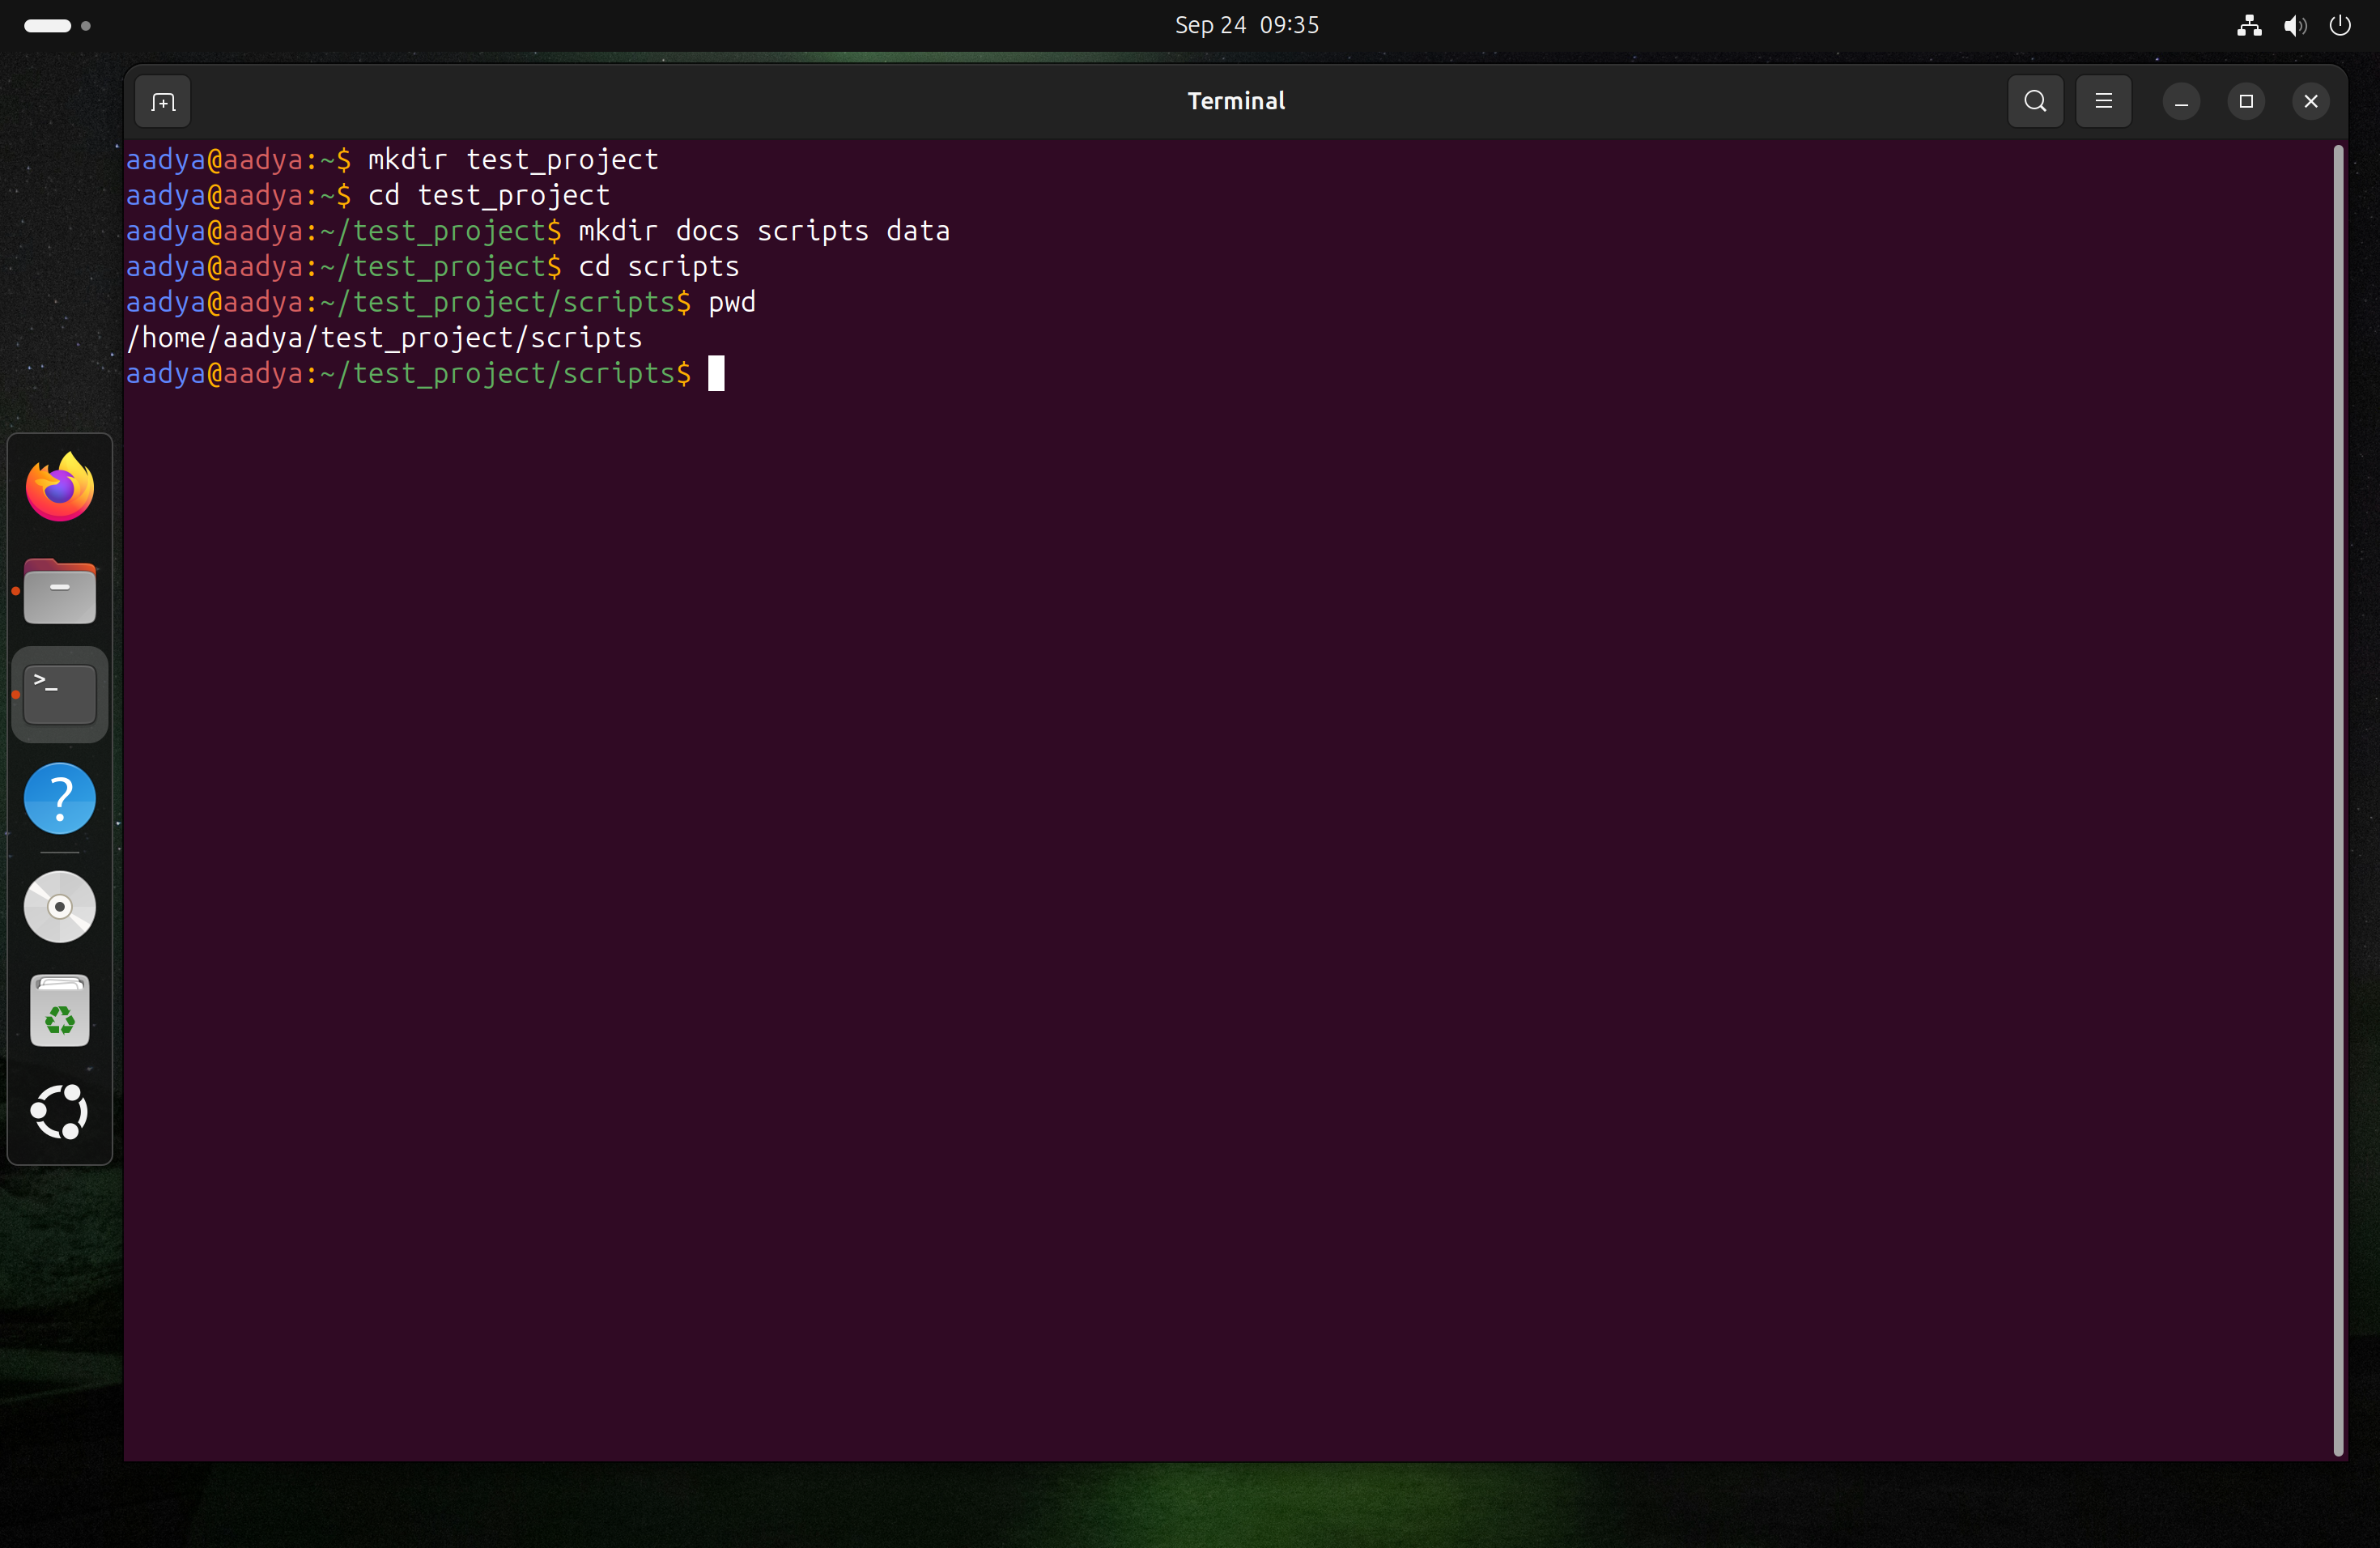 Sep 24 09:35
Terminal
aadya@aadya:~$ mkdir test_project
aadya@aadya:~$ cd test_project
aadya@aadya:~/test_project$ mkdir docs scripts data
aadya@aadya:~/test_project$ cd scripts
aadya@aadya:~/test_project/scripts$ pwd
/home/aadya/test_project/scripts
aadya@aadya:~/test_project/scripts$